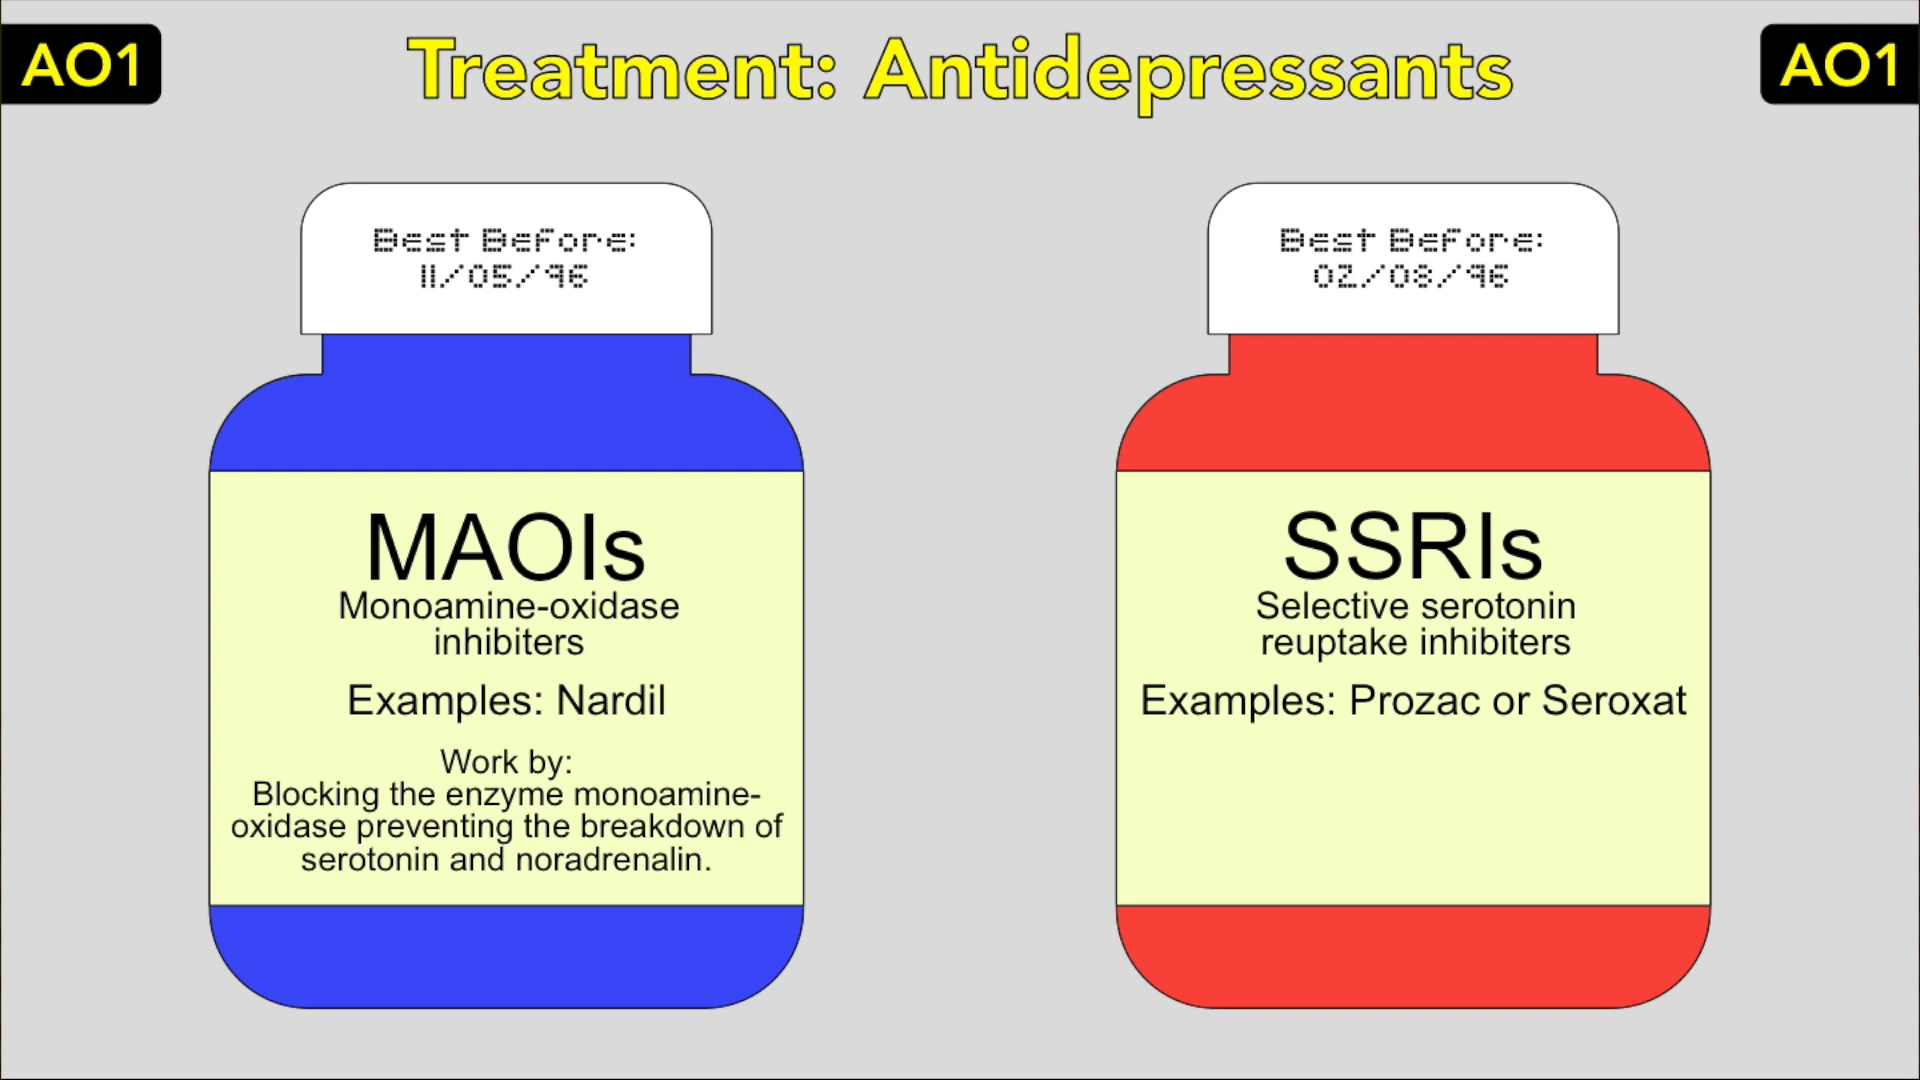 AO1
Treatment: Antidepressants
AO1
Best Before:
11/05/96
MAOIs
Monoamine-oxidase
inhibiters
Examples: Nardil
Work by:
Blocking the enzyme monoamine-
oxidase preventing the breakdown of
serotonin and noradrenalin.
Best Before:
02/08/96
SSRIs
Selective serotonin
reuptake inhibiters
Examples: Prozac or Seroxat